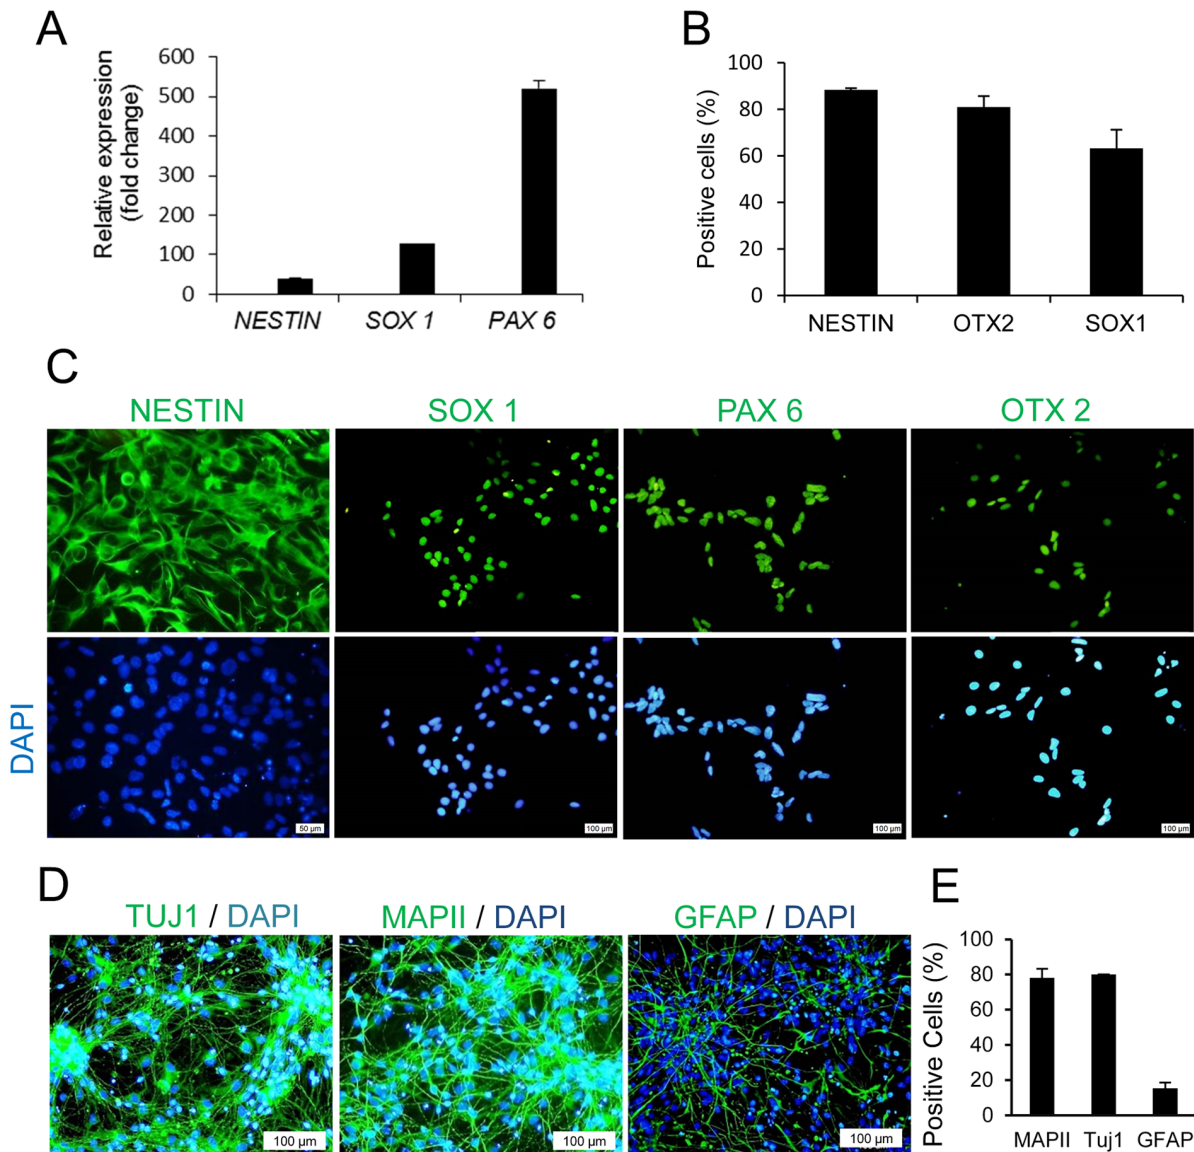 A
Relative expression
(fold change)
600
500
400
300
200
100
0
NESTIN SOX 1 PAX 6
B
Positive cells (%)
100
80
60
40
20
0
NESTIN OTX2 SOX1
C
NESTIN SOX 1 PAX 6 OTX 2
DAPI
50 µm 100 µm 100 µm 100 µm
D
TUJ1 / DAPI MAPII / DAPI GFAP / DAPI
100 µm 100 µm 100 µm
E
Positive Cells (%)
100
80
60
40
20
0
MAPII Tuj1 GFAP